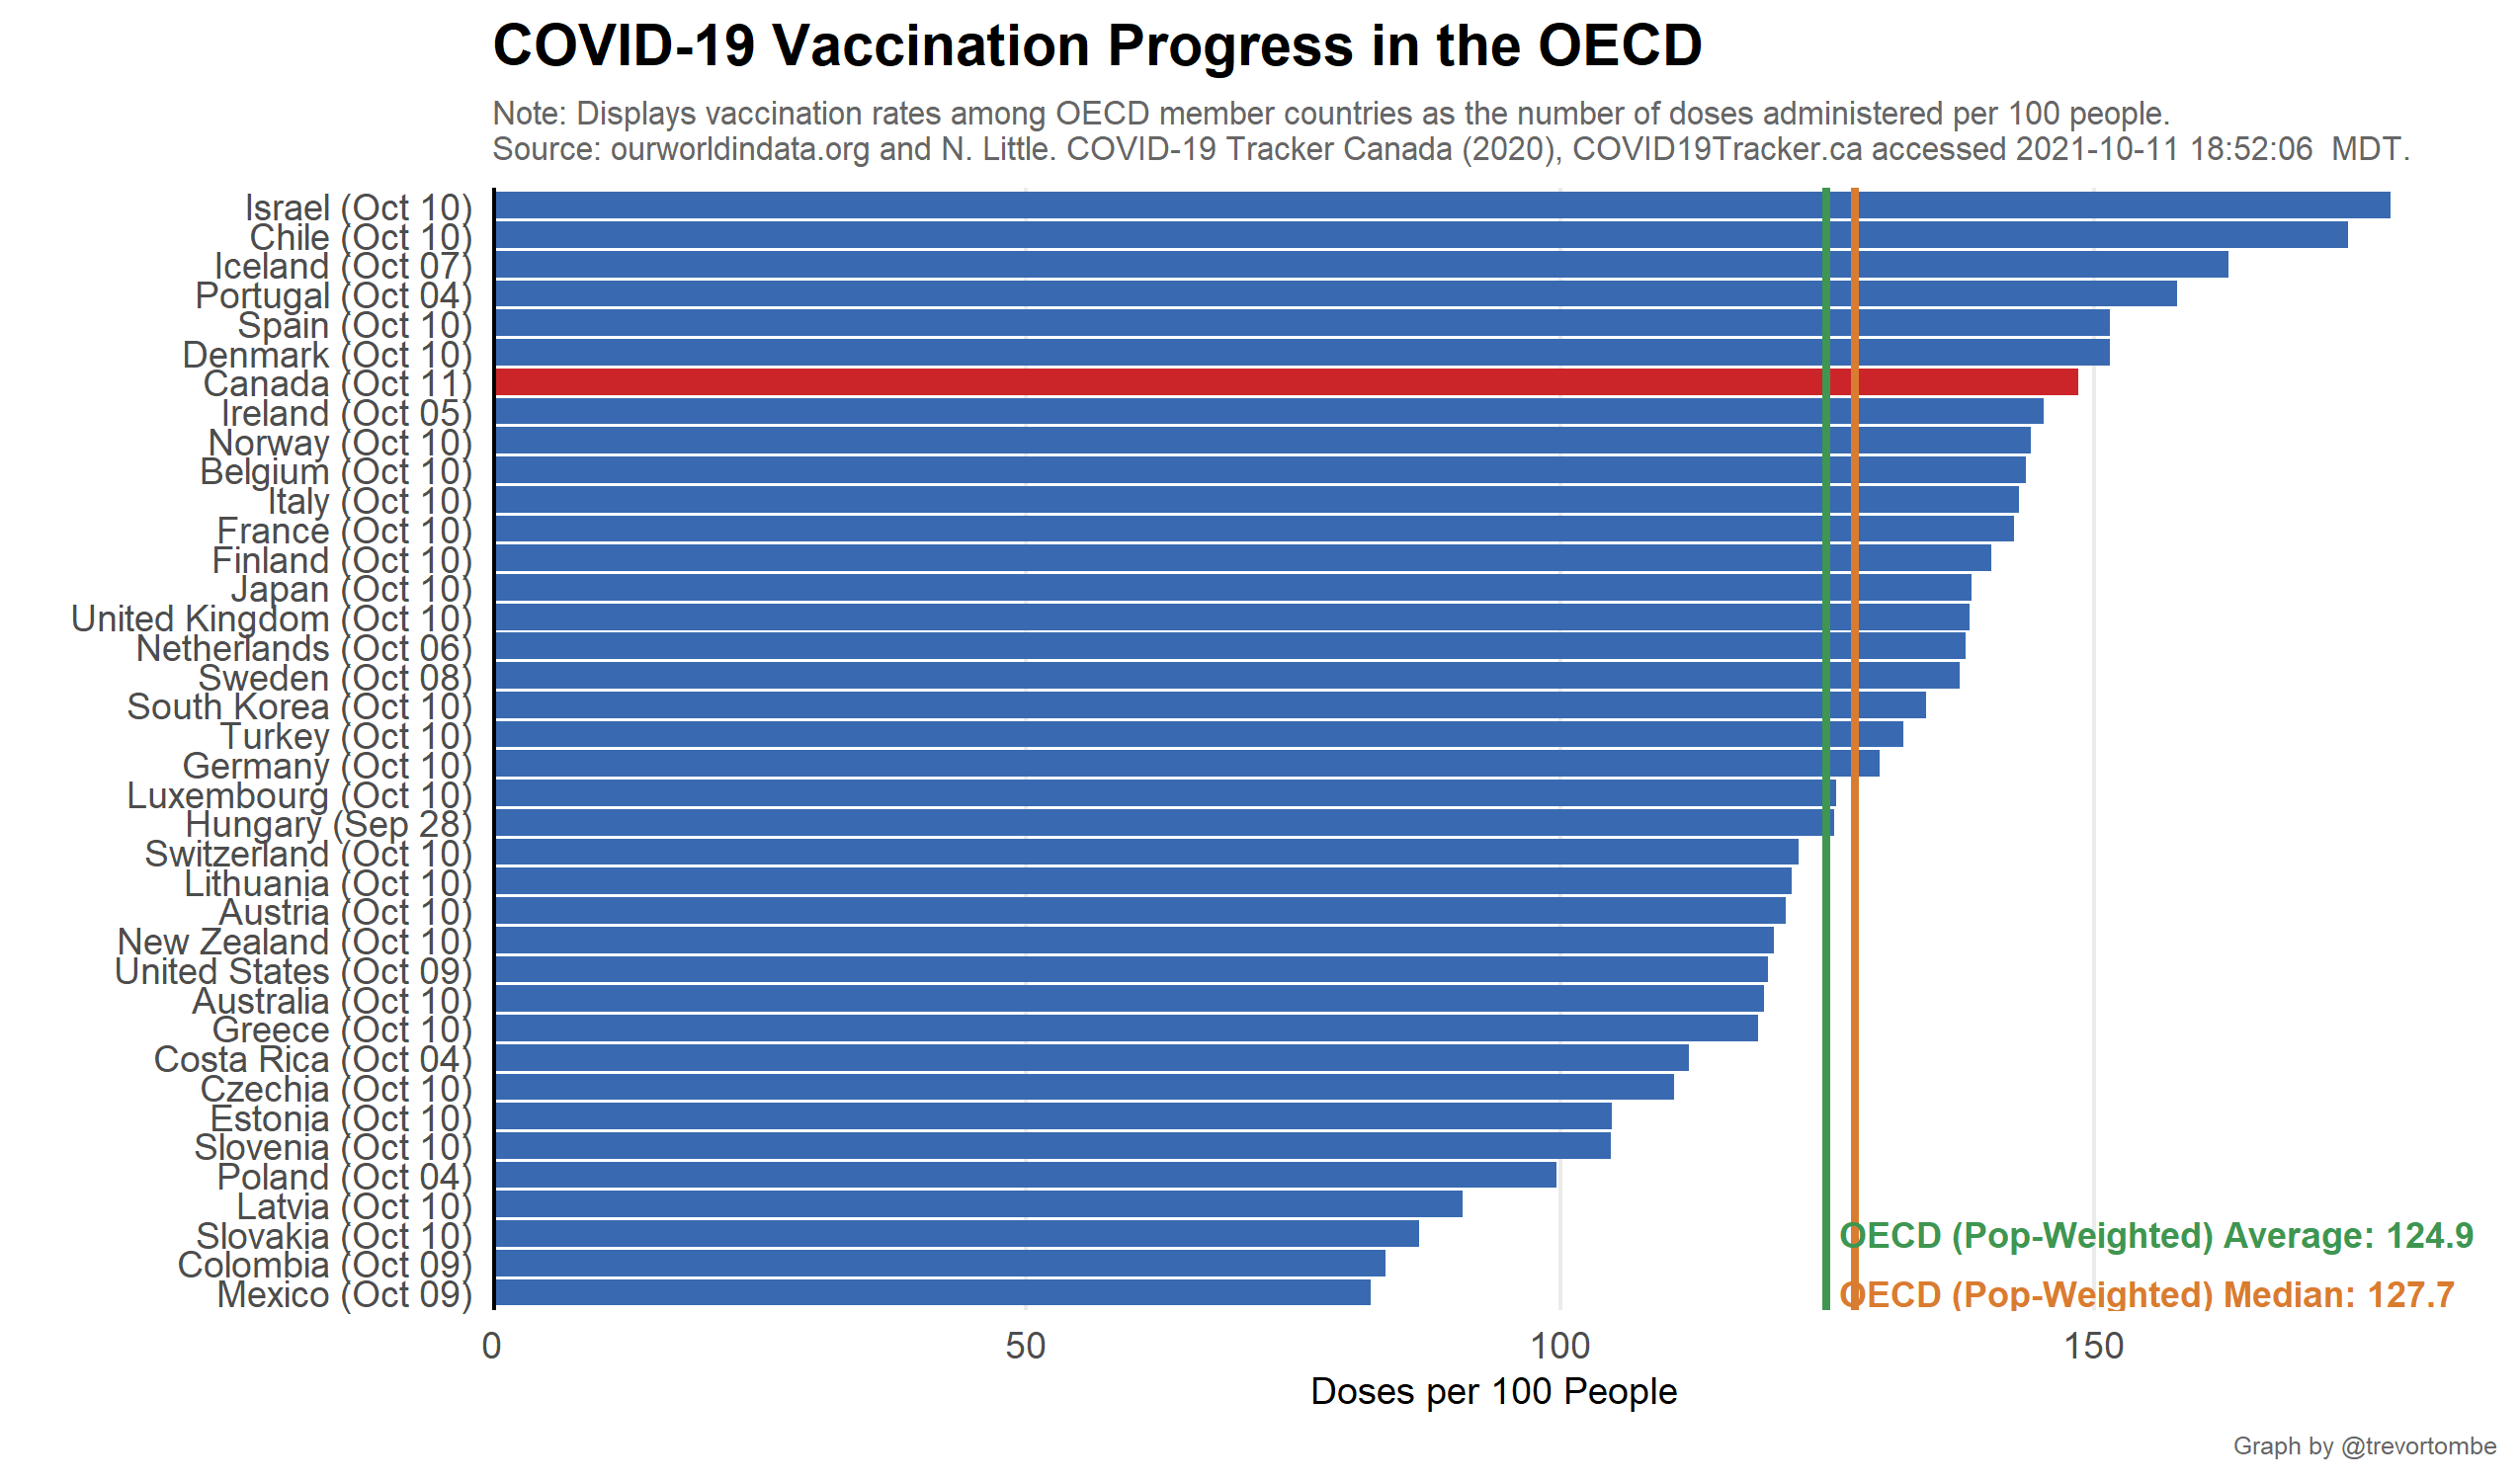 COVID-19 Vaccination Progress in the OECD
Note: Displays vaccination rates among OECD member countries as the number of doses administered per 100 people.
Source: ourworldindata.org and N. Little. COVID-19 Tracker Canada (2020), COVID19Tracker.ca accessed 2021-10-11 18:52:06  MDT.
Israel (Oct 10)
Chile (Oct 10)
Iceland (Oct 07)
Portugal (Oct 04)
Spain (Oct 10)
Denmark (Oct 10)
Canada (Oct 11)
Ireland (Oct 05)
Norway (Oct 10)
Belgium (Oct 10)
Italy (Oct 10)
France (Oct 10)
Finland (Oct 10)
Japan (Oct 10)
United Kingdom (Oct 10)
Netherlands (Oct 06)
Sweden (Oct 08)
South Korea (Oct 10)
Turkey (Oct 10)
Germany (Oct 10)
Luxembourg (Oct 10)
Hungary (Sep 28)
Switzerland (Oct 10)
Lithuania (Oct 10)
Austria (Oct 10)
New Zealand (Oct 10)
United States (Oct 09)
Australia (Oct 10)
Greece (Oct 10)
Costa Rica (Oct 04)
Czechia (Oct 10)
Estonia (Oct 10)
Slovenia (Oct 10)
Poland (Oct 04)
Latvia (Oct 10)
Slovakia (Oct 10)
Colombia (Oct 09)
Mexico (Oct 09)
OECD (Pop-Weighted) Average: 124.9
OECD (Pop-Weighted) Median: 127.7
0 50 100 150
Doses per 100 People
Graph by @trevortombe